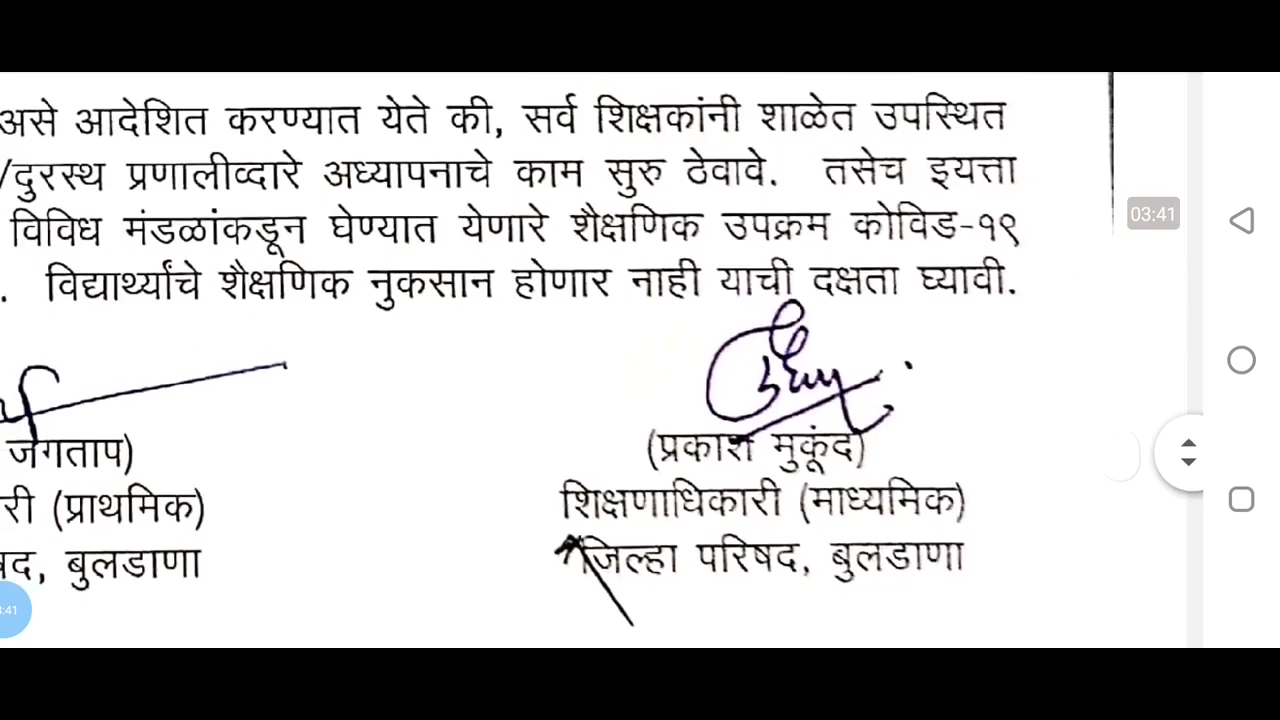 असे आदेशित करण्यात येते की, सर्व शिक्षकांनी शाळेत उपस्थित
/दुरस्थ प्रणालीव्दारे अध्यापनाचे काम सुरु ठेवावे. तसेच इयत्ता
विविध मंडळांकडून घेण्यात येणारे शैक्षणिक उपक्रम कोविड-१९
. विद्यार्थ्यांचे शैक्षणिक नुकसान होणार नाही याची दक्षता घ्यावी.
जगताप)
री (प्राथमिक)
षद, बुलडाणा
(प्रकाश मुकूंद)
शिक्षणाधिकारी (माध्यमिक)
जिल्हा परिषद, बुलडाणा
03:41
:41